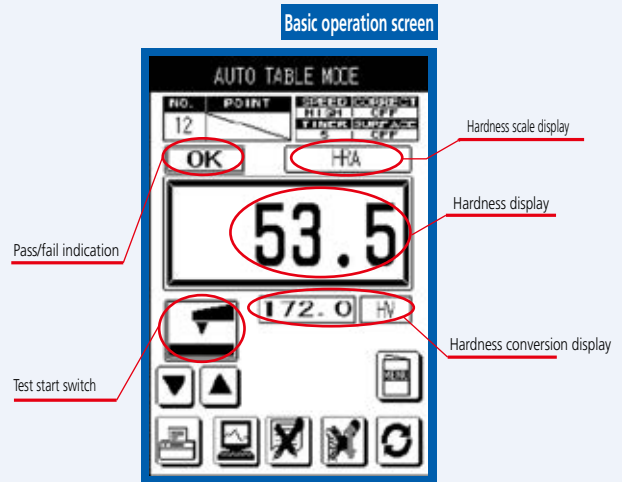 Basic operation screen
AUTO TABLE MODE
NO. POINT SPEED CORRECT
HIGH OFF
12 TIMER SURFACE
5 OFF
Hardness scale display
OK HRA
Hardness display
53.5
Pass/fail indication
172.0 HV
Hardness conversion display
MENU
Test start switch